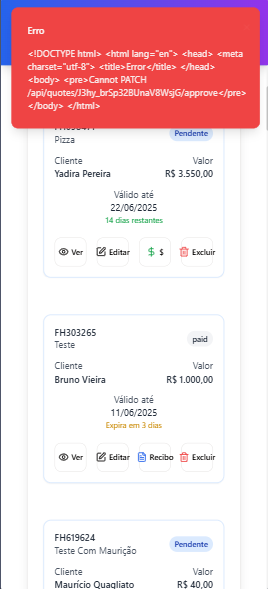 Erro
<!DOCTYPE html> <html lang="en"> <head> <meta
charset="utf-8"> <title>Error</title> </head>
<body> <pre>Cannot PATCH
/api/quotes/J3hy_brSp32BUnaV8WsjG/approve</pre>
</body> </html>
Pizza
Pendente
Cliente Valor
Yadira Pereira R$ 3.550,00
Válido até
22/06/2025
14 dias restantes
Ver Editar $ $ Excluir
FH303265
Teste
paid
Cliente Valor
Bruno Vieira R$ 1.000,00
Válido até
11/06/2025
Expira em 3 dias
Ver Editar Recibo Excluir
FH619624
Teste Com Maurição
Pendente
Cliente Valor
Maurício Quagliato R$ 40,00